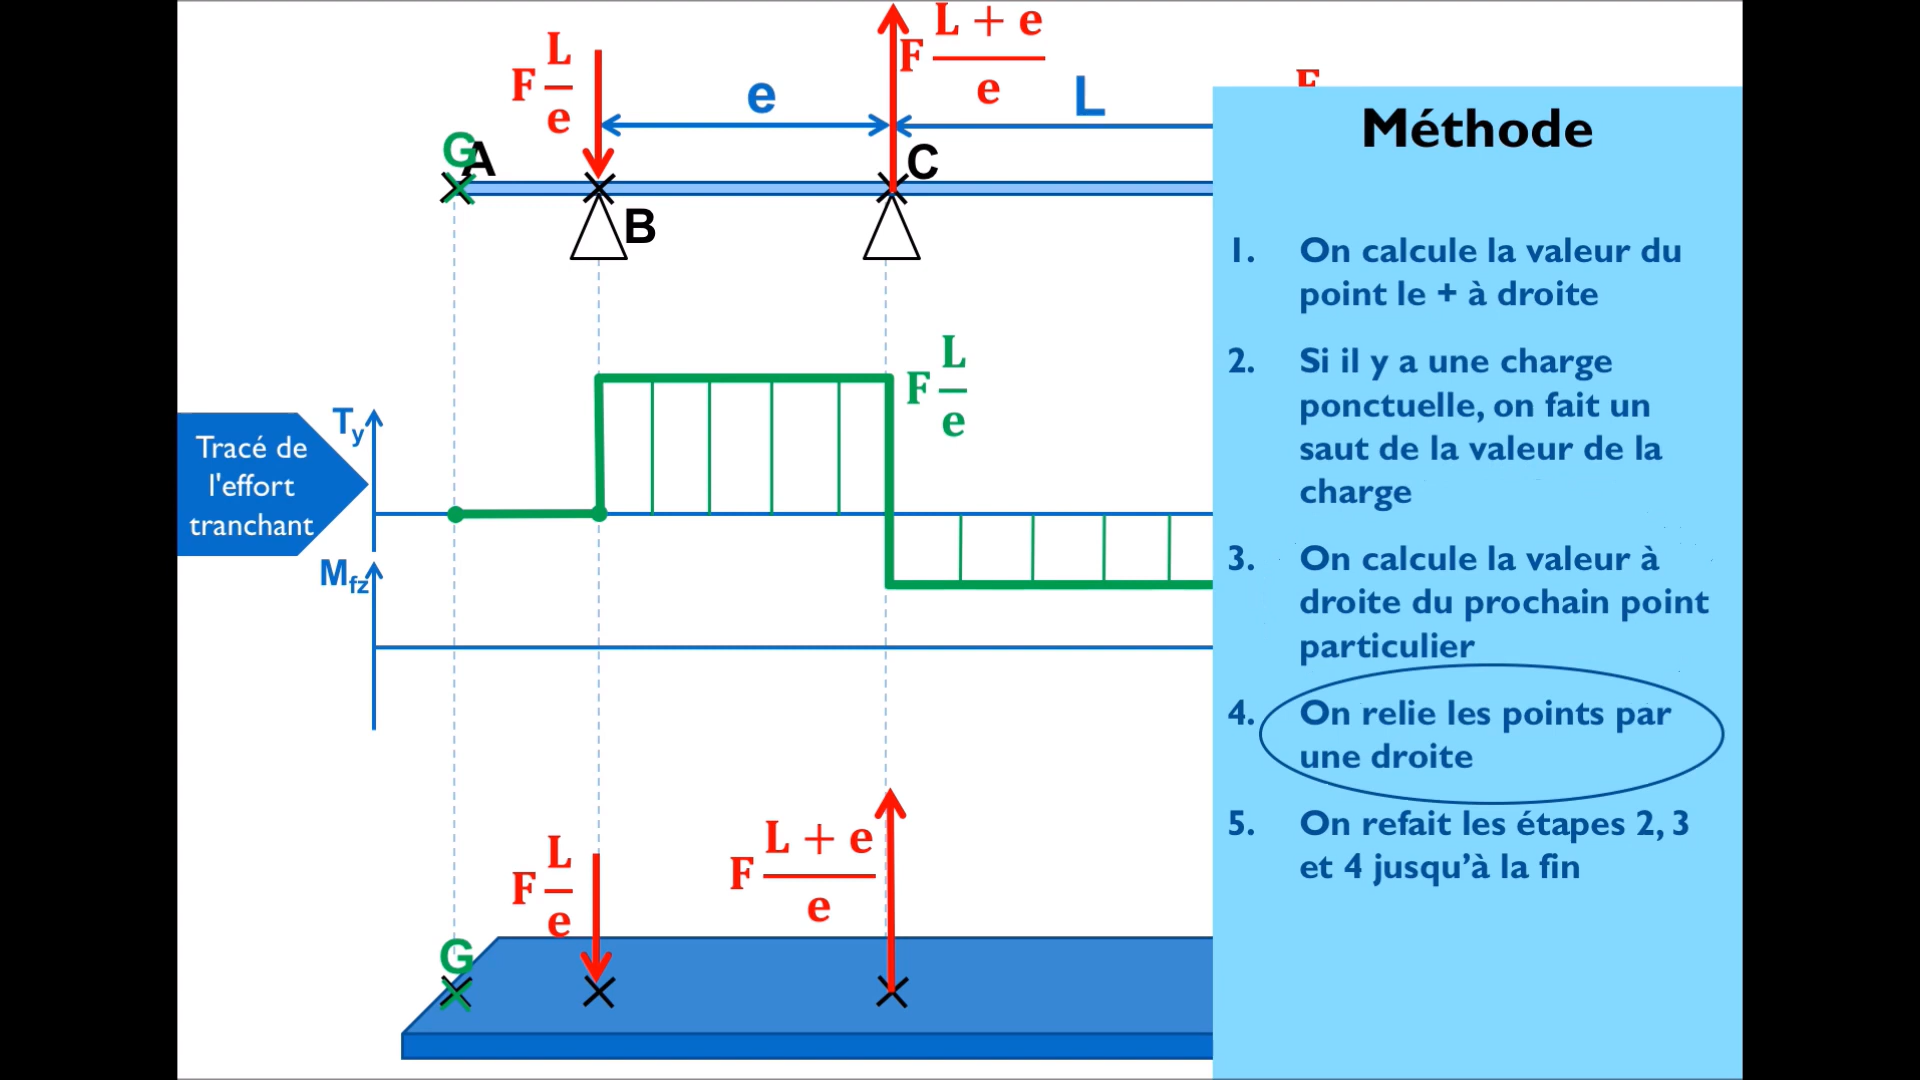 F L/e
F (L + e)/e
F
e
L
G
A
C
B
F L/e
T_y
Tracé de
l'effort
tranchant
M_fz
F L/e
F (L + e)/e
G
Méthode
1. On calcule la valeur du
point le + à droite
2. Si il y a une charge
ponctuelle, on fait un
saut de la valeur de la
charge
3. On calcule la valeur à
droite du prochain point
particulier
4. On relie les points par
une droite
5. On refait les étapes 2, 3
et 4 jusqu’à la fin